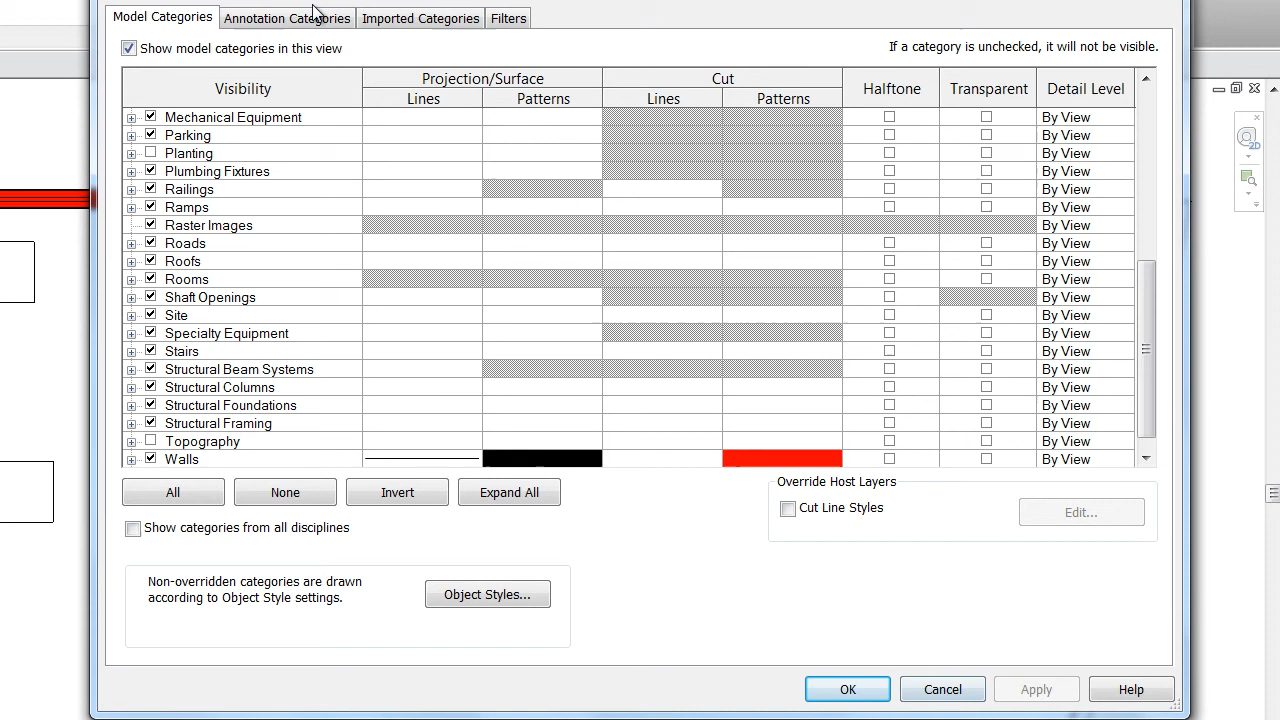 Model Categories Annotation Categories Imported Categories Filters
Show model categories in this view If a category is unchecked, it will not be visible.
Visibility Projection/Surface Cut Halftone Transparent Detail Level
Lines Patterns Lines Patterns
Mechanical Equipment By View
Parking By View
Planting By View
Plumbing Fixtures By View
Railings By View
Ramps By View
Raster Images By View
Roads By View
Roofs By View
Rooms By View
Shaft Openings By View
Site By View
Specialty Equipment By View
Stairs By View
Structural Beam Systems By View
Structural Columns By View
Structural Foundations By View
Structural Framing By View
Topography By View
Walls By View
All None Invert Expand All
Override Host Layers
Cut Line Styles Edit...
Show categories from all disciplines
Non-overridden categories are drawn
according to Object Style settings.
Object Styles...
OK Cancel Apply Help
2D